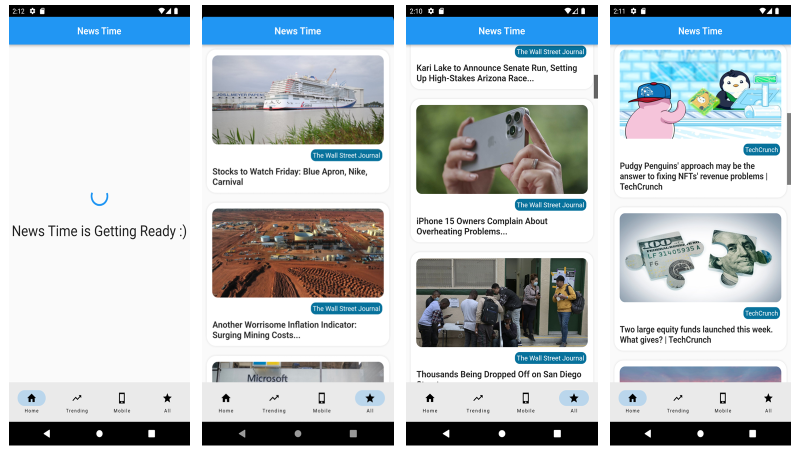 2:12
News Time
News Time is Getting Ready :)
Home
Trending
Mobile
All
News Time
The Wall Street Journal
Stocks to Watch Friday: Blue Apron, Nike,
Carnival
The Wall Street Journal
Another Worrisome Inflation Indicator:
Surging Mining Costs...
Microsoft
Home
Trending
Mobile
All
2:10
News Time
The Wall Street Journal
Kari Lake to Announce Senate Run, Setting
Up High-Stakes Arizona Race...
The Wall Street Journal
iPhone 15 Owners Complain About
Overheating Problems...
The Wall Street Journal
Thousands Being Dropped Off on San Diego
Home
Trending
Mobile
All
2:11
News Time
TechCrunch
Pudgy Penguins' approach may be the
answer to fixing NFTs' revenue problems |
TechCrunch
100
LF 31405935 A
F6
TechCrunch
Two large equity funds launched this week.
What gives? | TechCrunch
Home
Trending
Mobile
All